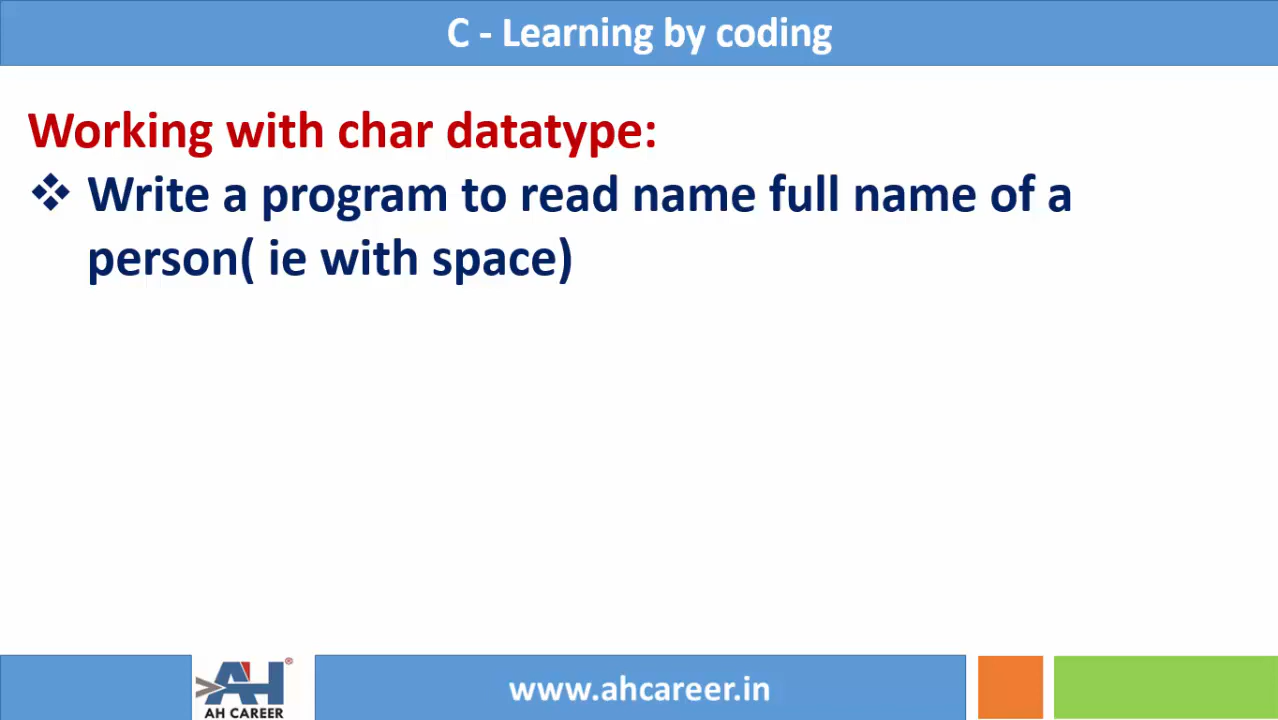 C - Learning by coding
Working with char datatype:
❖ Write a program to read name full name of a
person( ie with space)
AH
®
AH CAREER
www.ahcareer.in